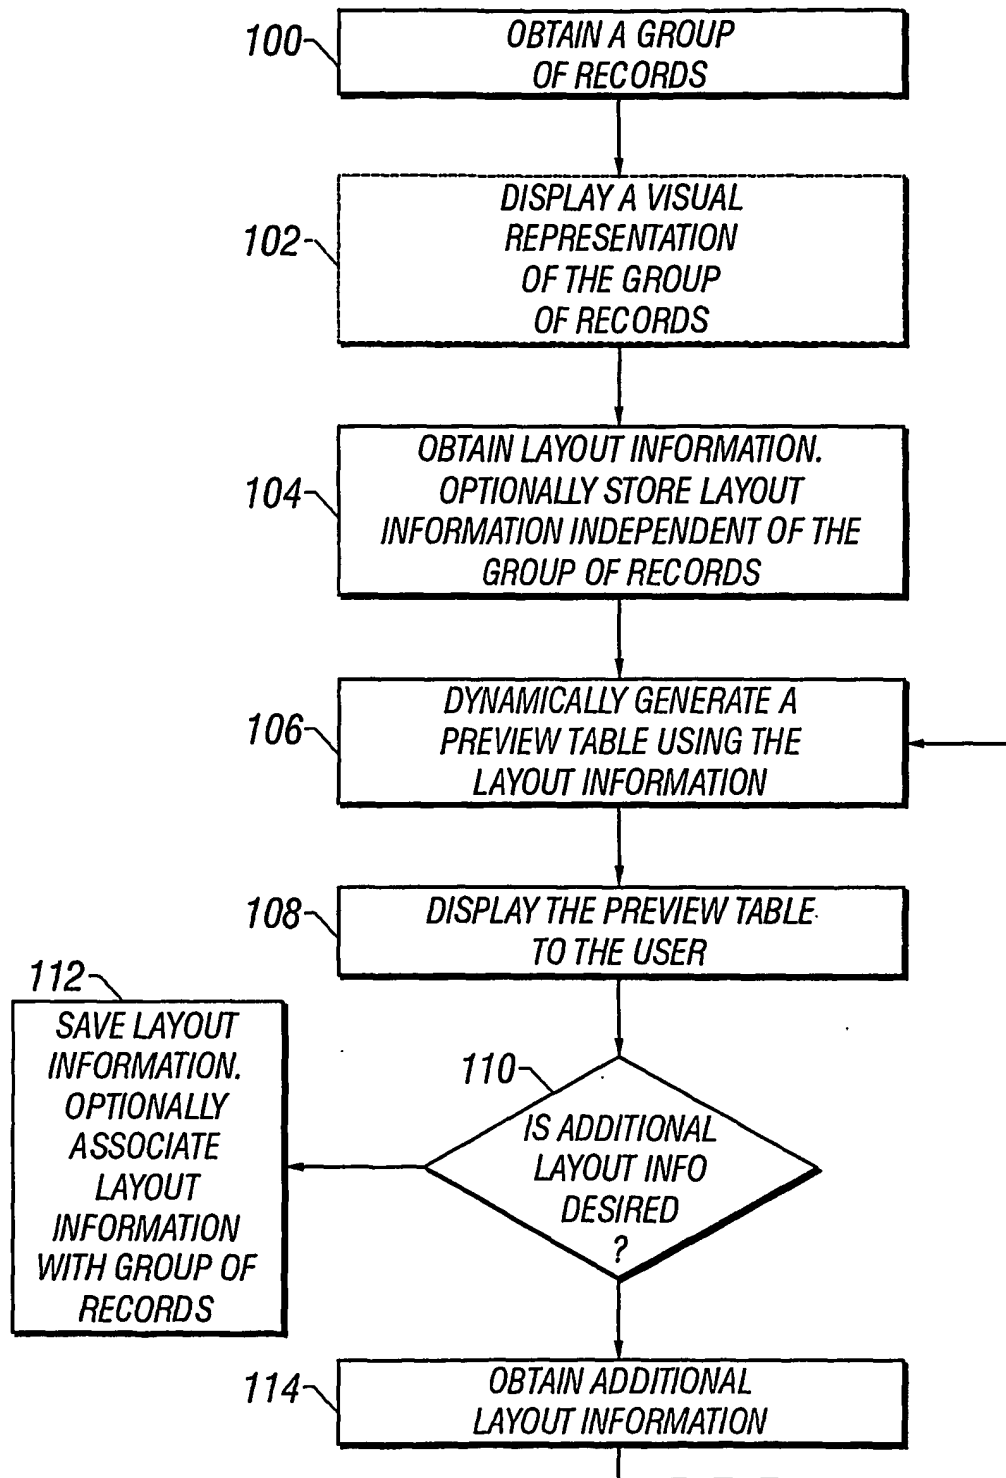 100
OBTAIN A GROUP
OF RECORDS
102
DISPLAY A VISUAL
REPRESENTATION
OF THE GROUP
OF RECORDS
104
OBTAIN LAYOUT INFORMATION.
OPTIONALLY STORE LAYOUT
INFORMATION INDEPENDENT OF THE
GROUP OF RECORDS
106
DYNAMICALLY GENERATE A
PREVIEW TABLE USING THE
LAYOUT INFORMATION
108
DISPLAY THE PREVIEW TABLE
TO THE USER
110
IS ADDITIONAL
LAYOUT INFO
DESIRED
?
112
SAVE LAYOUT
INFORMATION.
OPTIONALLY
ASSOCIATE
LAYOUT
INFORMATION
WITH GROUP OF
RECORDS
114
OBTAIN ADDITIONAL
LAYOUT INFORMATION